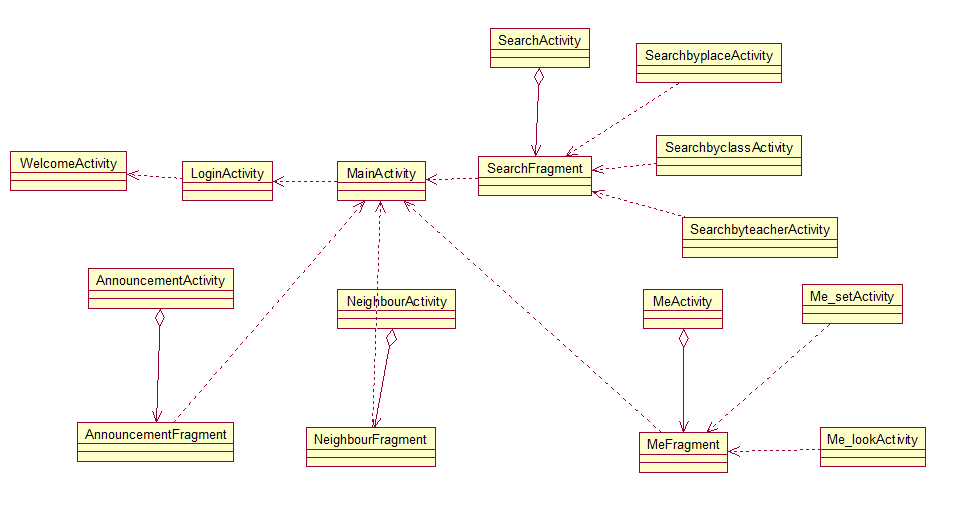 SearchActivity
SearchbyplaceActivity
WelcomeActivity
LoginActivity
MainActivity
SearchFragment
SearchbyclassActivity
SearchbyteacherActivity
AnnouncementActivity
NeighbourActivity
MeActivity
Me_setActivity
AnnouncementFragment
NeighbourFragment
MeFragment
Me_lookActivity